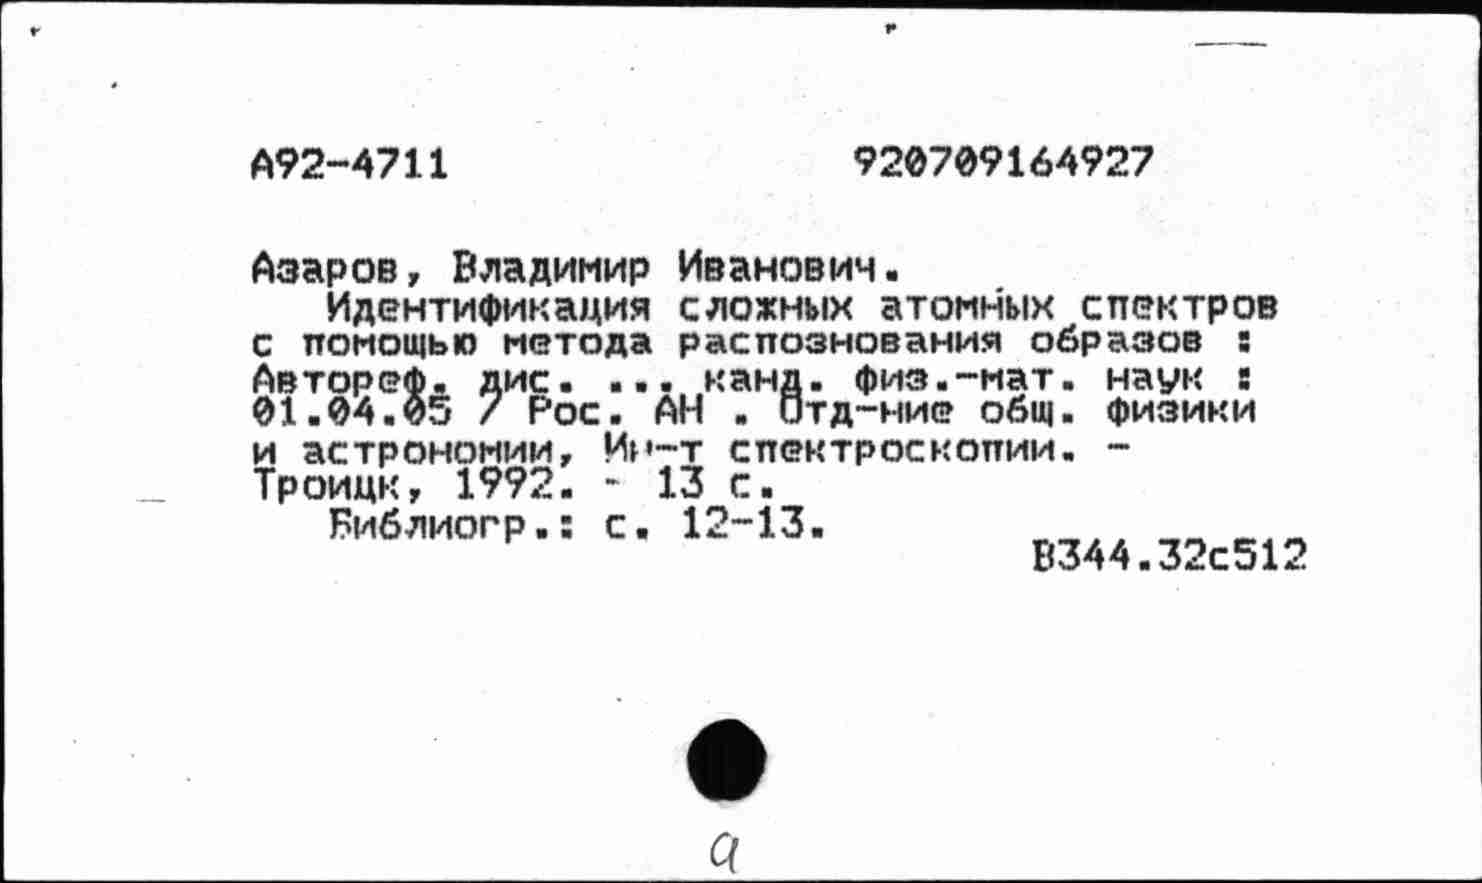 А92-4711 920709164927
Азаров, Владимир Иванович.
Идентификация сложных атомных спектров
с помощью метода распознования образов :
Автореф. дис. ... канд. физ.-мат. наук :
01.04.05 / Рос. АН . Отд-ние общ. физики
и астрономии, Ин-т спектроскопии. -
Троицк, 1992. - 13 с.
Библиогр.: с. 12-13.
В344.32с512
а